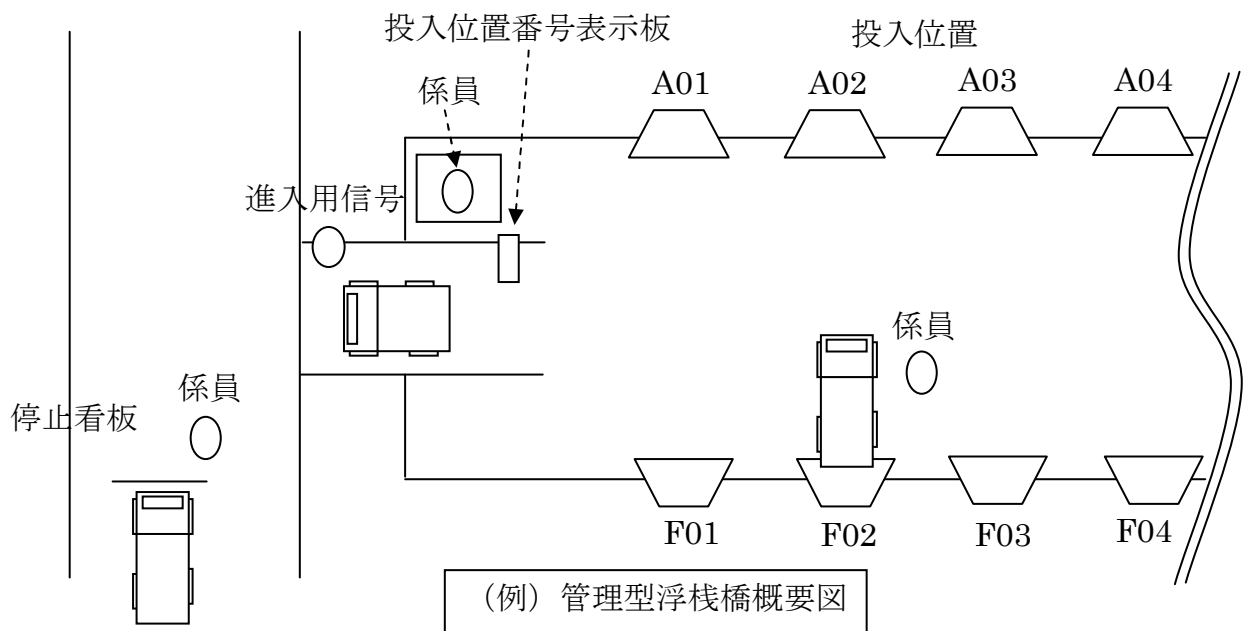 投入位置番号表示板
投入位置
係員
A01
A02
A03
A04
進入用信号
係員
係員
停止看板
F01
F02
F03
F04
（例）管理型浮桟橋概要図